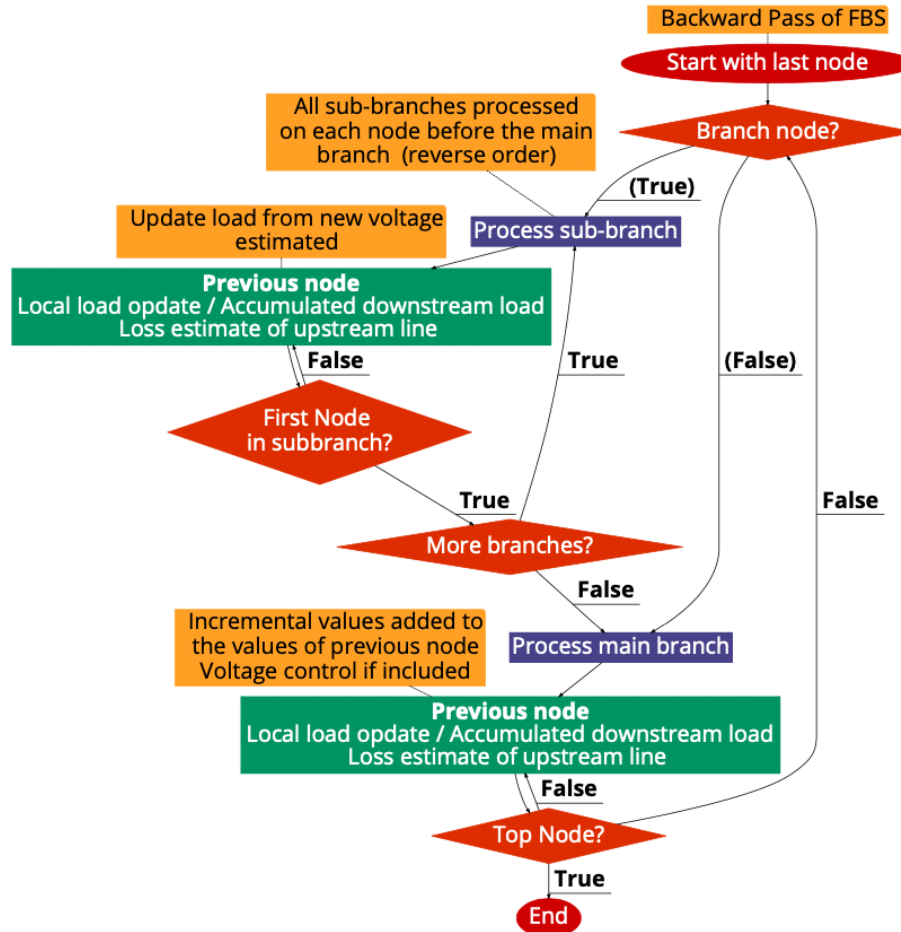 Backward Pass of FBS
Start with last node
All sub-branches processed
on each node before the main
branch (reverse order)
Branch node?
(True)
Update load from new voltage
estimated
Process sub-branch
Previous node
Local load opdate / Accumulated downstream load
Loss estimate of upstream line
False
True
(False)
First Node
in subbranch?
True
False
More branches?
False
Incremental values added to
the values of previous node
Voltage control if included
Process main branch
Previous node
Local load opdate / Accumulated downstream load
Loss estimate of upstream line
False
Top Node?
True
End